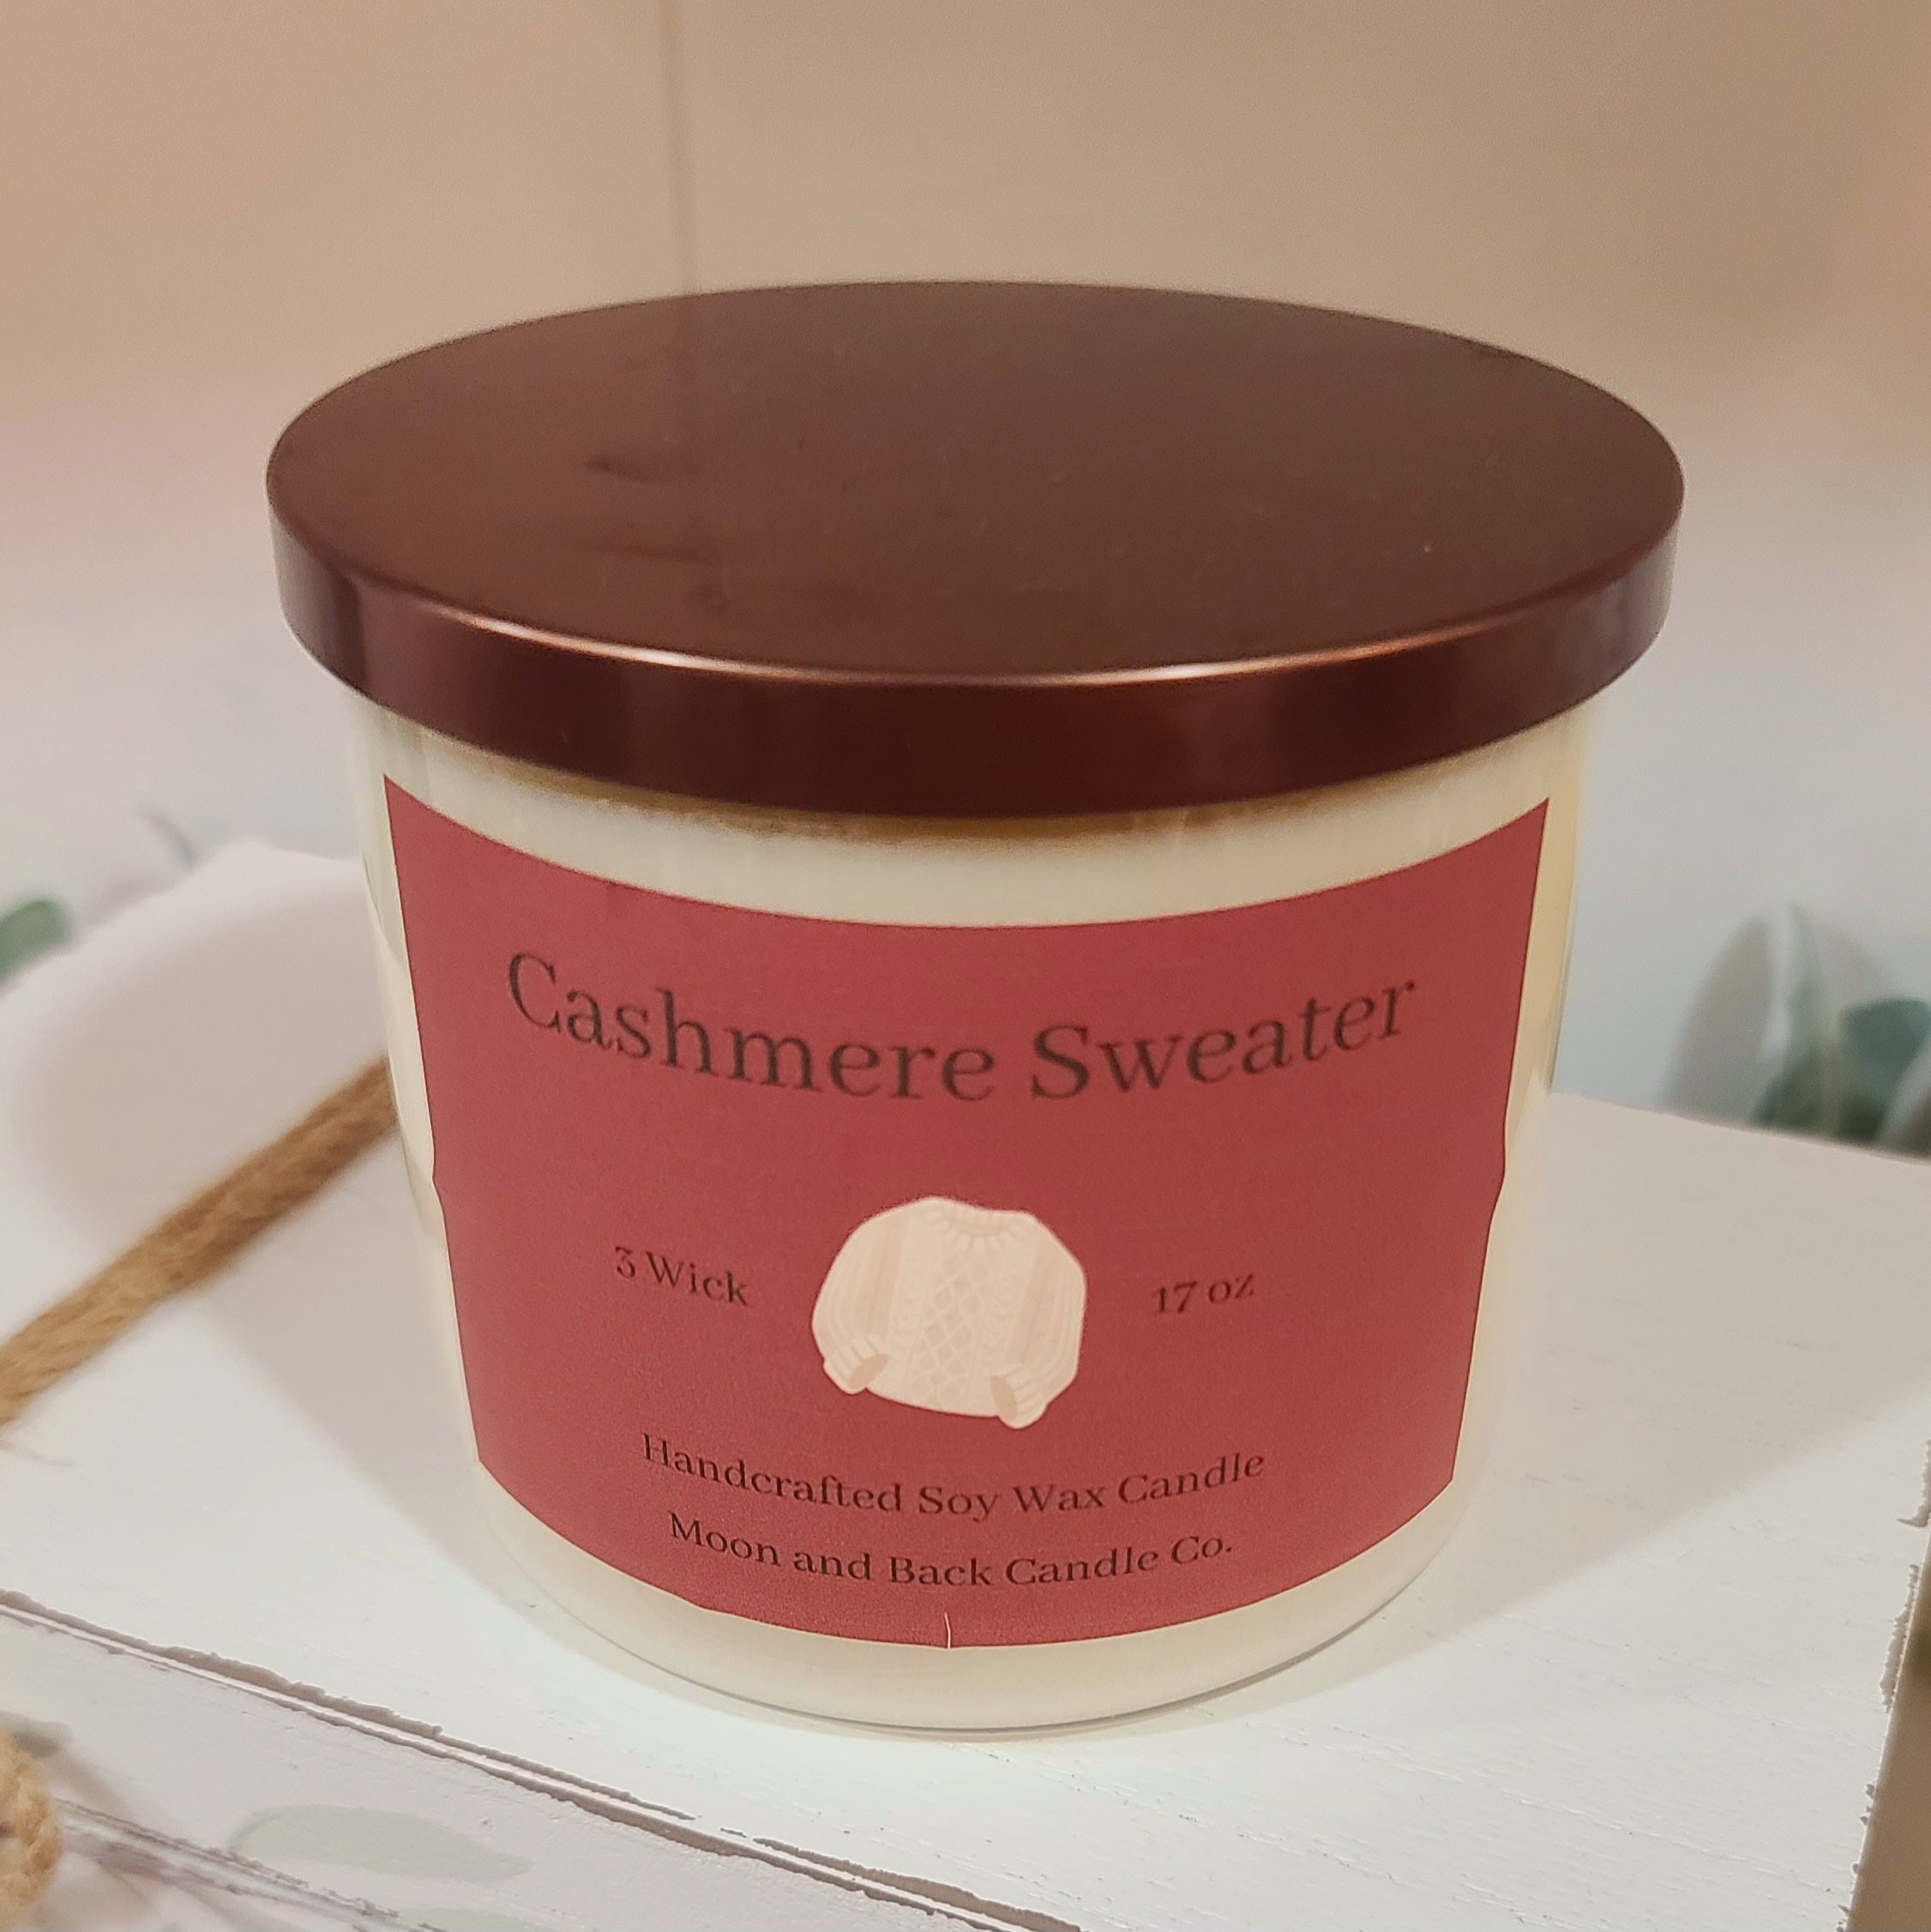 Cashmere Sweater
3 Wick
17 oz
Handcrafted Soy Wax Candle
Moon and Back Candle Co.